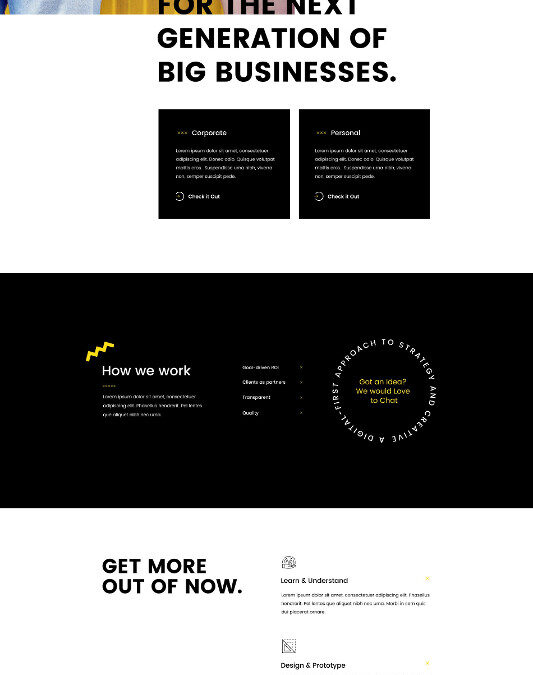 FOR THE NEXT
GENERATION OF
BIG BUSINESSES.
Corporate
Lorem ipsum dolor sit amet, consectetuer
adipiscing elit. Donec odio. Quisque volutpat
mattis eros. Suspendisse urna nibh, viverra
non, semper suscipit pede.
Check it Out
Personal
Lorem ipsum dolor sit amet, consectetuer
adipiscing elit. Donec odio. Quisque volutpat
mattis eros. Suspendisse urna nibh, viverra
non, semper suscipit pede.
Check it Out
How we work
Lorem ipsum dolor sit amet, consectetuer
adipiscing elit. Phasellus hendrerit. Pellentes
que aliquet nibh nec urna.
Goal-driven ROI
Clients as partners
Transparent
Quality
A DIGITAL-FIRST APPROACH TO STRATEGY AND CREATIVE
Got an Idea?
We would Love
to Chat
GET MORE
OUT OF NOW.
Learn & Understand
Lorem ipsum dolor sit amet, consectetuer adipiscing elit. Phasellus
hendrerit. Pellentes que aliquet nibh nec urna. Morbi in sem quis
dui placerat ornare.
Design & Prototype